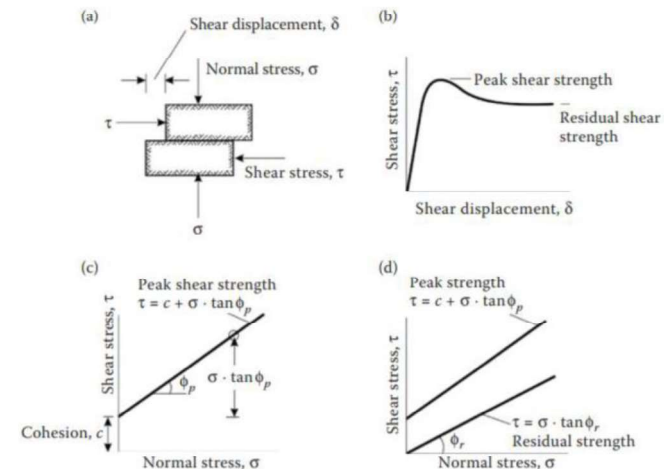 (a)
Shear displacement, δ
Normal stress, σ
τ
Shear stress, τ
σ
(b)
Shear stress, τ
Peak shear strength
Residual shear
strength
Shear displacement, δ
(c)
Peak shear strength
τ = c + σ · tanϕp
Shear stress, τ
ϕp
σ · tanϕp
Cohesion, c
Normal stress, σ
(d)
Peak strength
τ = c + σ · tanϕp
Shear stress, τ
τ = σ · tanϕr
ϕr
Residual strength
Normal stress, σ